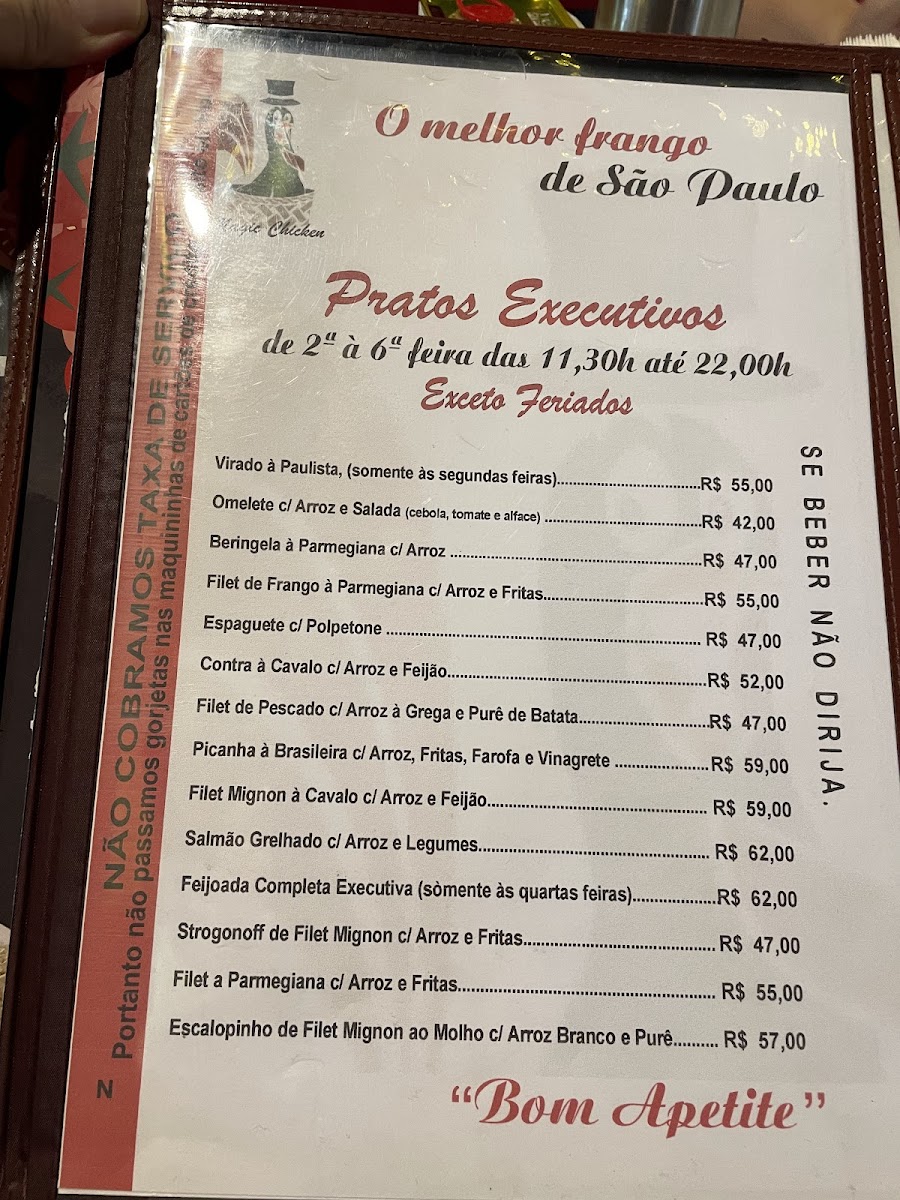 O melhor frango
de São Paulo
Magic Chicken
Pratos Executivos
de 2ª à 6ª feira das 11,30h até 22,00h
Exceto Feriados
Virado à Paulista, (somente às segundas feiras)..................................R$ 55,00
Omelete c/ Arroz e Salada (cebola, tomate e alface) ......................................R$ 42,00
Beringela à Parmegiana c/ Arroz .............................................................R$ 47,00
Filet de Frango à Parmegiana c/ Arroz e Fritas.......................................R$ 55,00
Espaguete c/ Polpetone ............................................................................ R$ 47,00
Contra à Cavalo c/ Arroz e Feijão...............................................................R$ 52,00
Filet de Pescado c/ Arroz à Grega e Purê de Batata...............................R$ 47,00
Picanha à Brasileira c/ Arroz, Fritas, Farofa e Vinagrete ......................R$ 59,00
Filet Mignon à Cavalo c/ Arroz e Feijão..................................................... R$ 59,00
Salmão Grelhado c/ Arroz e Legumes....................................................... R$ 62,00
Feijoada Completa Executiva (sòmente às quartas feiras)....................R$ 62,00
Strogonoff de Filet Mignon c/ Arroz e Fritas.............................................. R$ 47,00
Filet a Parmegiana c/ Arroz e Fritas............................................................. R$ 55,00
Escalopinho de Filet Mignon ao Molho c/ Arroz Branco e Purê.......... R$ 57,00
"Bom Apetite"
SE BEBER NÃO DIRIJA.
NÃO COBRAMOS TAXA DE SERVIÇO
Portanto não passamos gorjetas nas maquininhas de cartões de